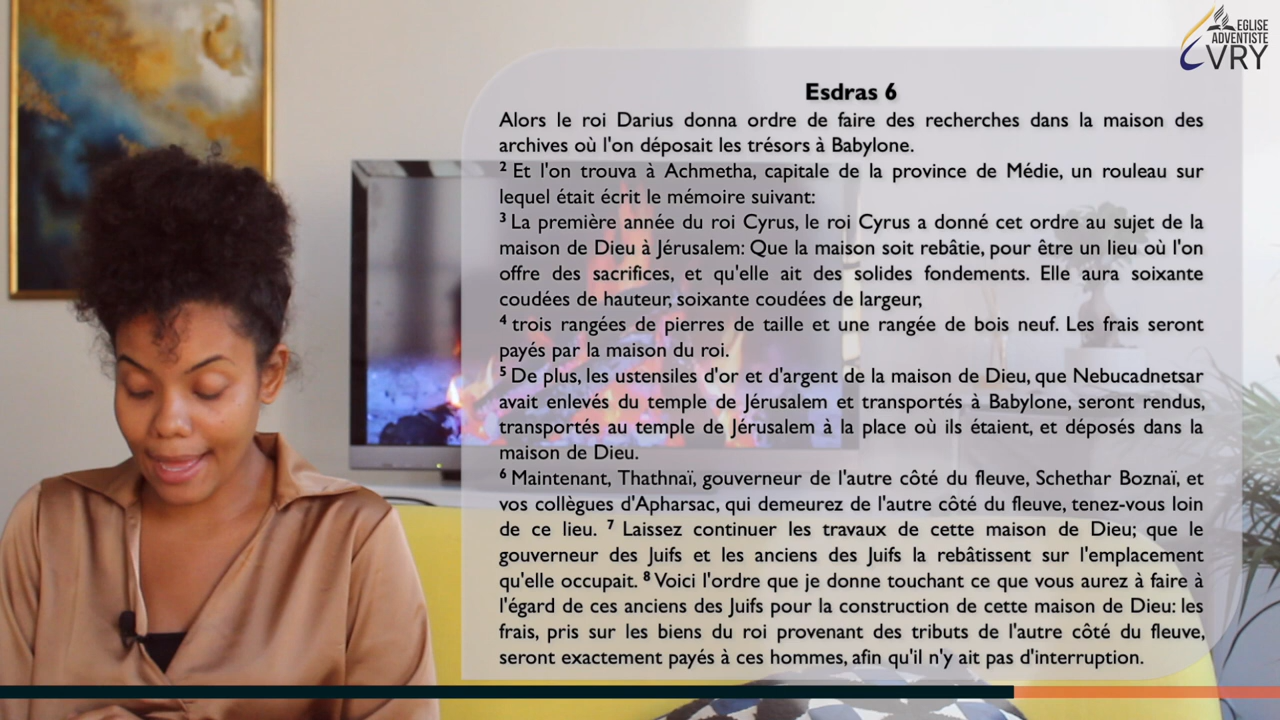 EGLISE
ADVENTISTE
VRY
Esdras 6
Alors le roi Darius donna ordre de faire des recherches dans la maison des
archives où l'on déposait les trésors à Babylone.
2 Et l'on trouva à Achmetha, capitale de la province de Médie, un rouleau sur
lequel était écrit le mémoire suivant:
3 La première année du roi Cyrus, le roi Cyrus a donné cet ordre au sujet de la
maison de Dieu à Jérusalem: Que la maison soit rebâtie, pour être un lieu où l'on
offre des sacrifices, et qu'elle ait des solides fondements. Elle aura soixante
coudées de hauteur, soixante coudées de largeur,
4 trois rangées de pierres de taille et une rangée de bois neuf. Les frais seront
payés par la maison du roi.
5 De plus, les ustensiles d'or et d'argent de la maison de Dieu, que Nebucadnetsar
avait enlevés du temple de Jérusalem et transportés à Babylone, seront rendus,
transportés au temple de Jérusalem à la place où ils étaient, et déposés dans la
maison de Dieu.
6 Maintenant, Thathnaï, gouverneur de l'autre côté du fleuve, Schethar Boznaï, et
vos collègues d'Apharsac, qui demeurez de l'autre côté du fleuve, tenez-vous loin
de ce lieu. 7 Laissez continuer les travaux de cette maison de Dieu; que le
gouverneur des Juifs et les anciens des Juifs la rebâtissent sur l'emplacement
qu'elle occupait. 8 Voici l'ordre que je donne touchant ce que vous aurez à faire à
l'égard de ces anciens des Juifs pour la construction de cette maison de Dieu: les
frais, pris sur les biens du roi provenant des tributs de l'autre côté du fleuve,
seront exactement payés à ces hommes, afin qu'il n'y ait pas d'interruption.